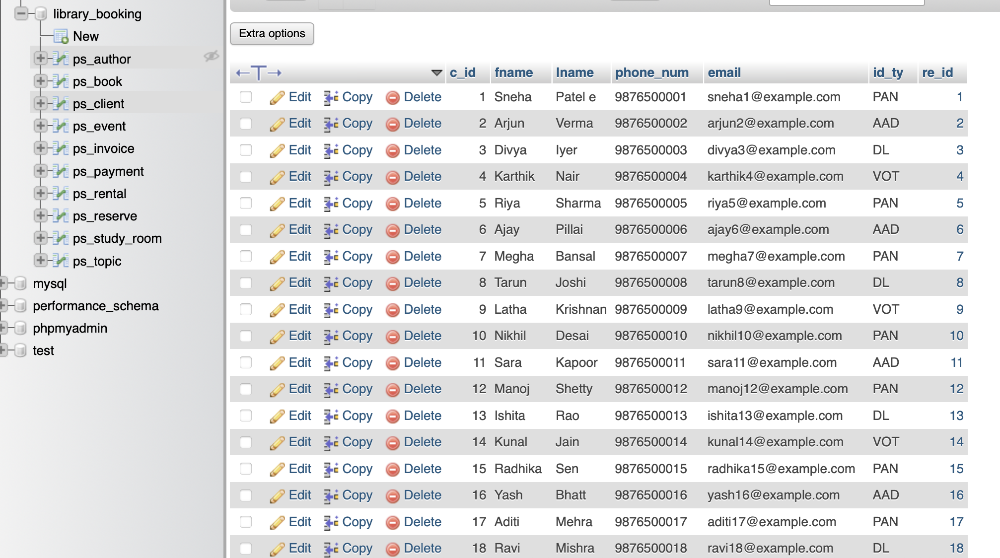 library_booking
New
ps_author
ps_book
ps_client
ps_event
ps_invoice
ps_payment
ps_rental
ps_reserve
ps_study_room
ps_topic
mysql
performance_schema
phpmyadmin
test
Extra options
←T→ c_id fname lname phone_num email id_ty re_id
Edit Copy Delete 1 Sneha Patel e 9876500001 sneha1@example.com PAN 1
Edit Copy Delete 2 Arjun Verma 9876500002 arjun2@example.com AAD 2
Edit Copy Delete 3 Divya Iyer 9876500003 divya3@example.com DL 3
Edit Copy Delete 4 Karthik Nair 9876500004 karthik4@example.com VOT 4
Edit Copy Delete 5 Riya Sharma 9876500005 riya5@example.com PAN 5
Edit Copy Delete 6 Ajay Pillai 9876500006 ajay6@example.com AAD 6
Edit Copy Delete 7 Megha Bansal 9876500007 megha7@example.com PAN 7
Edit Copy Delete 8 Tarun Joshi 9876500008 tarun8@example.com DL 8
Edit Copy Delete 9 Latha Krishnan 9876500009 latha9@example.com VOT 9
Edit Copy Delete 10 Nikhil Desai 9876500010 nikhil10@example.com PAN 10
Edit Copy Delete 11 Sara Kapoor 9876500011 sara11@example.com AAD 11
Edit Copy Delete 12 Manoj Shetty 9876500012 manoj12@example.com PAN 12
Edit Copy Delete 13 Ishita Rao 9876500013 ishita13@example.com DL 13
Edit Copy Delete 14 Kunal Jain 9876500014 kunal14@example.com VOT 14
Edit Copy Delete 15 Radhika Sen 9876500015 radhika15@example.com PAN 15
Edit Copy Delete 16 Yash Bhatt 9876500016 yash16@example.com AAD 16
Edit Copy Delete 17 Aditi Mehra 9876500017 aditi17@example.com PAN 17
Edit Copy Delete 18 Ravi Mishra 9876500018 ravi18@example.com DL 18